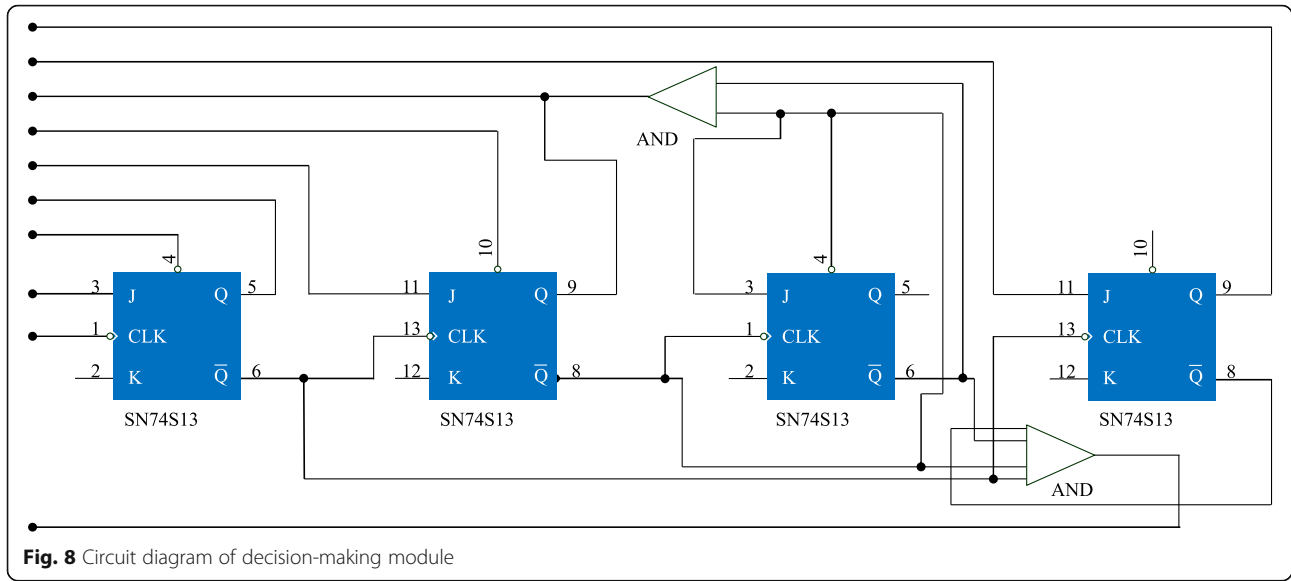 AND
10
4
4
10
3 J Q 5
11 J Q 9
3 J Q 5
11 J Q 9
1 CLK
13 CLK
1 CLK
13 CLK
2 K Q̅ 6
12 K Q̅ 8
2 K Q̅ 6
12 K Q̅ 8
SN74S13
SN74S13
SN74S13
SN74S13
AND
Fig. 8 Circuit diagram of decision-making module